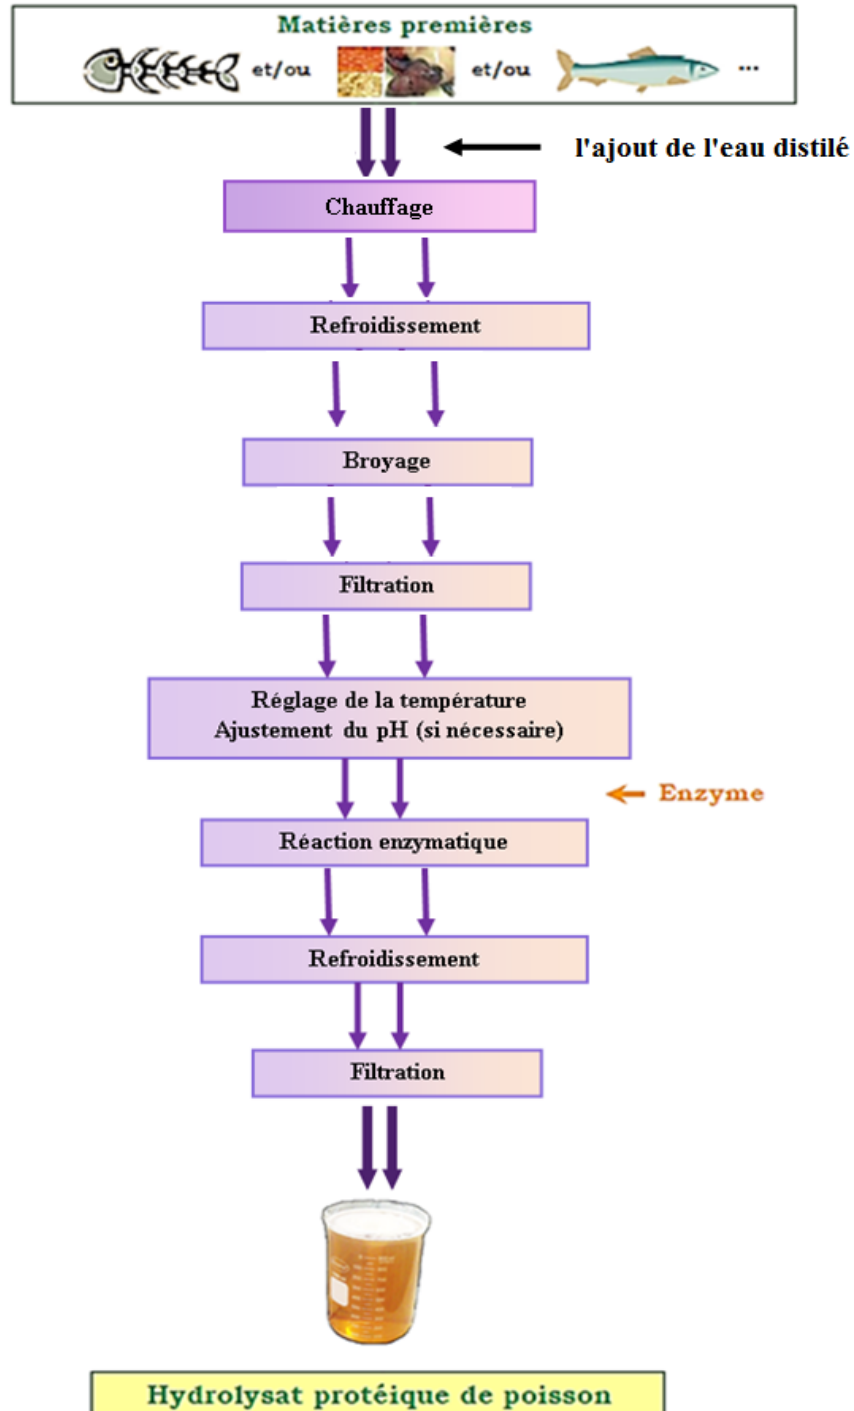 Matières premières
et/ou et/ou ...
l'ajout de l'eau distilé
Chauffage
Refroidissement
Broyage
Filtration
Réglage de la température
Ajustement du pH (si nécessaire)
Enzyme
Réaction enzymatique
Refroidissement
Filtration
Hydrolysat protéique de poisson